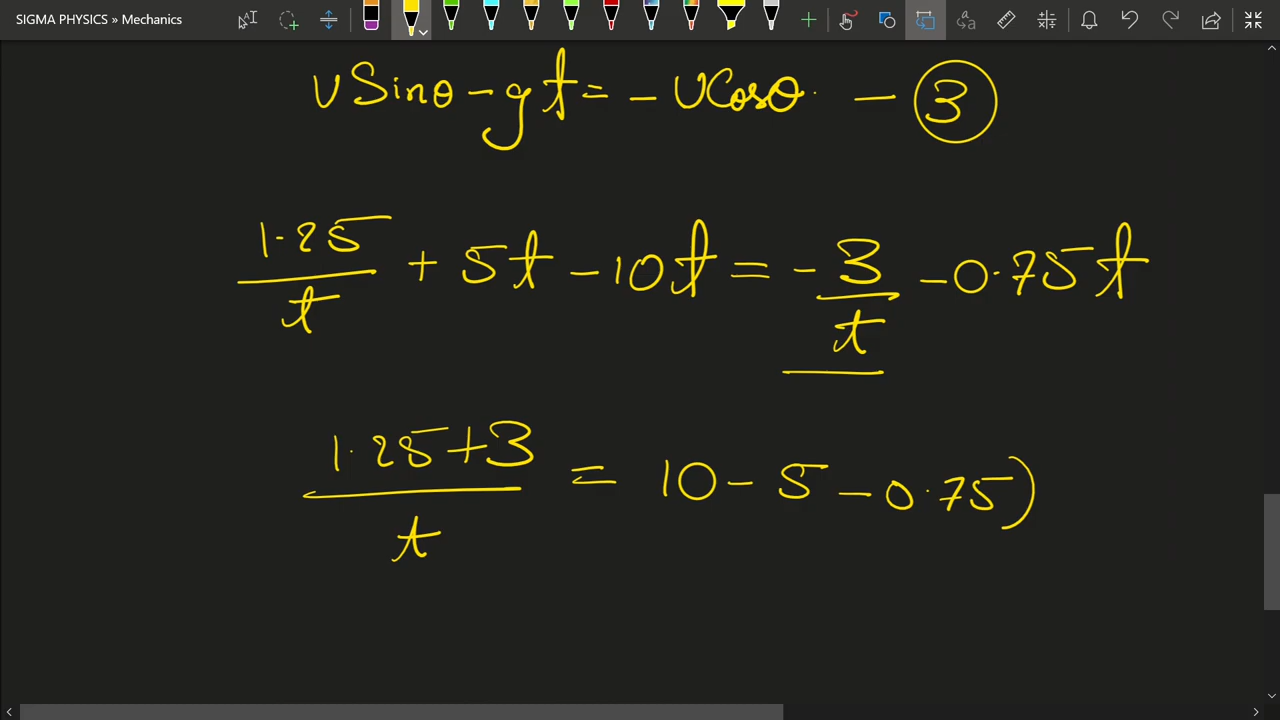 SIGMA PHYSICS » Mechanics
USinθ - gt = - UCosθ. - 3
1.25/t + 5t - 10t = - 3/t - 0.75t
1.25+3/t = 10 - 5 - 0.75)